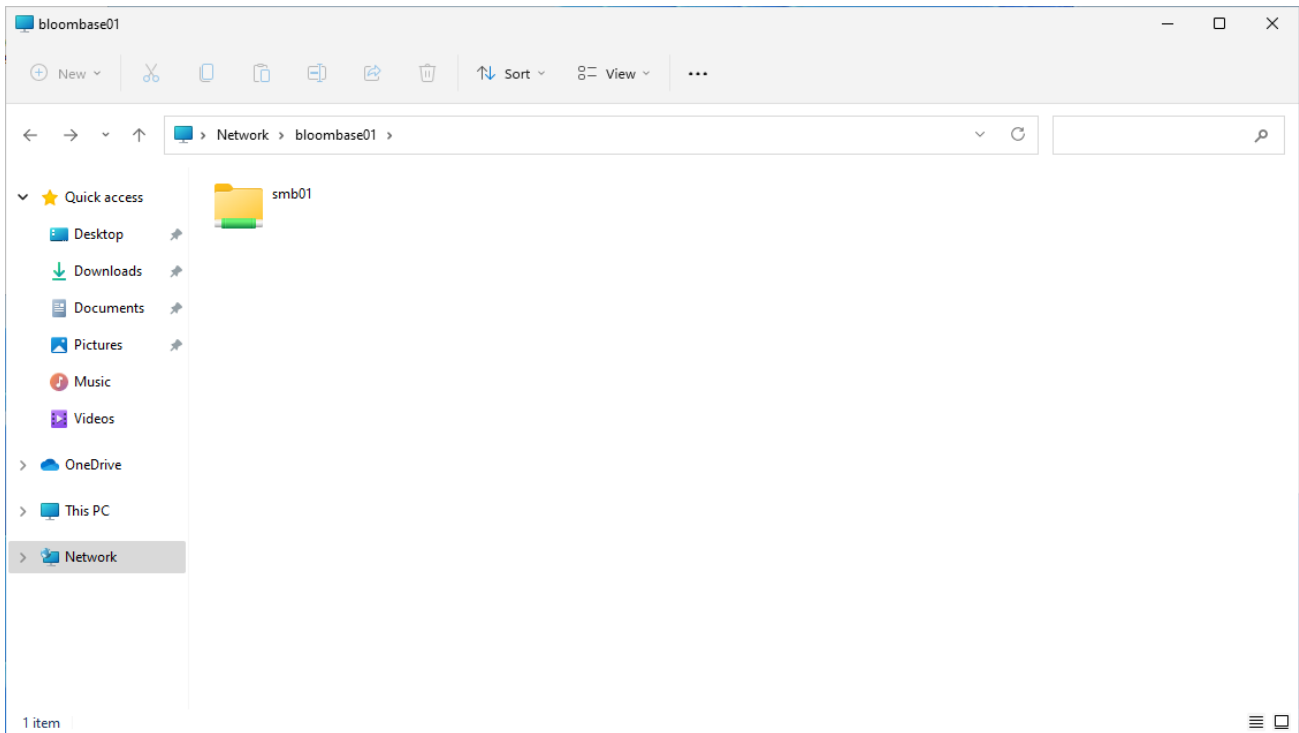 bloombase01
New
Sort
View
Network
bloombase01
Quick access
smb01
Desktop
Downloads
Documents
Pictures
Music
Videos
OneDrive
This PC
Network
1 item